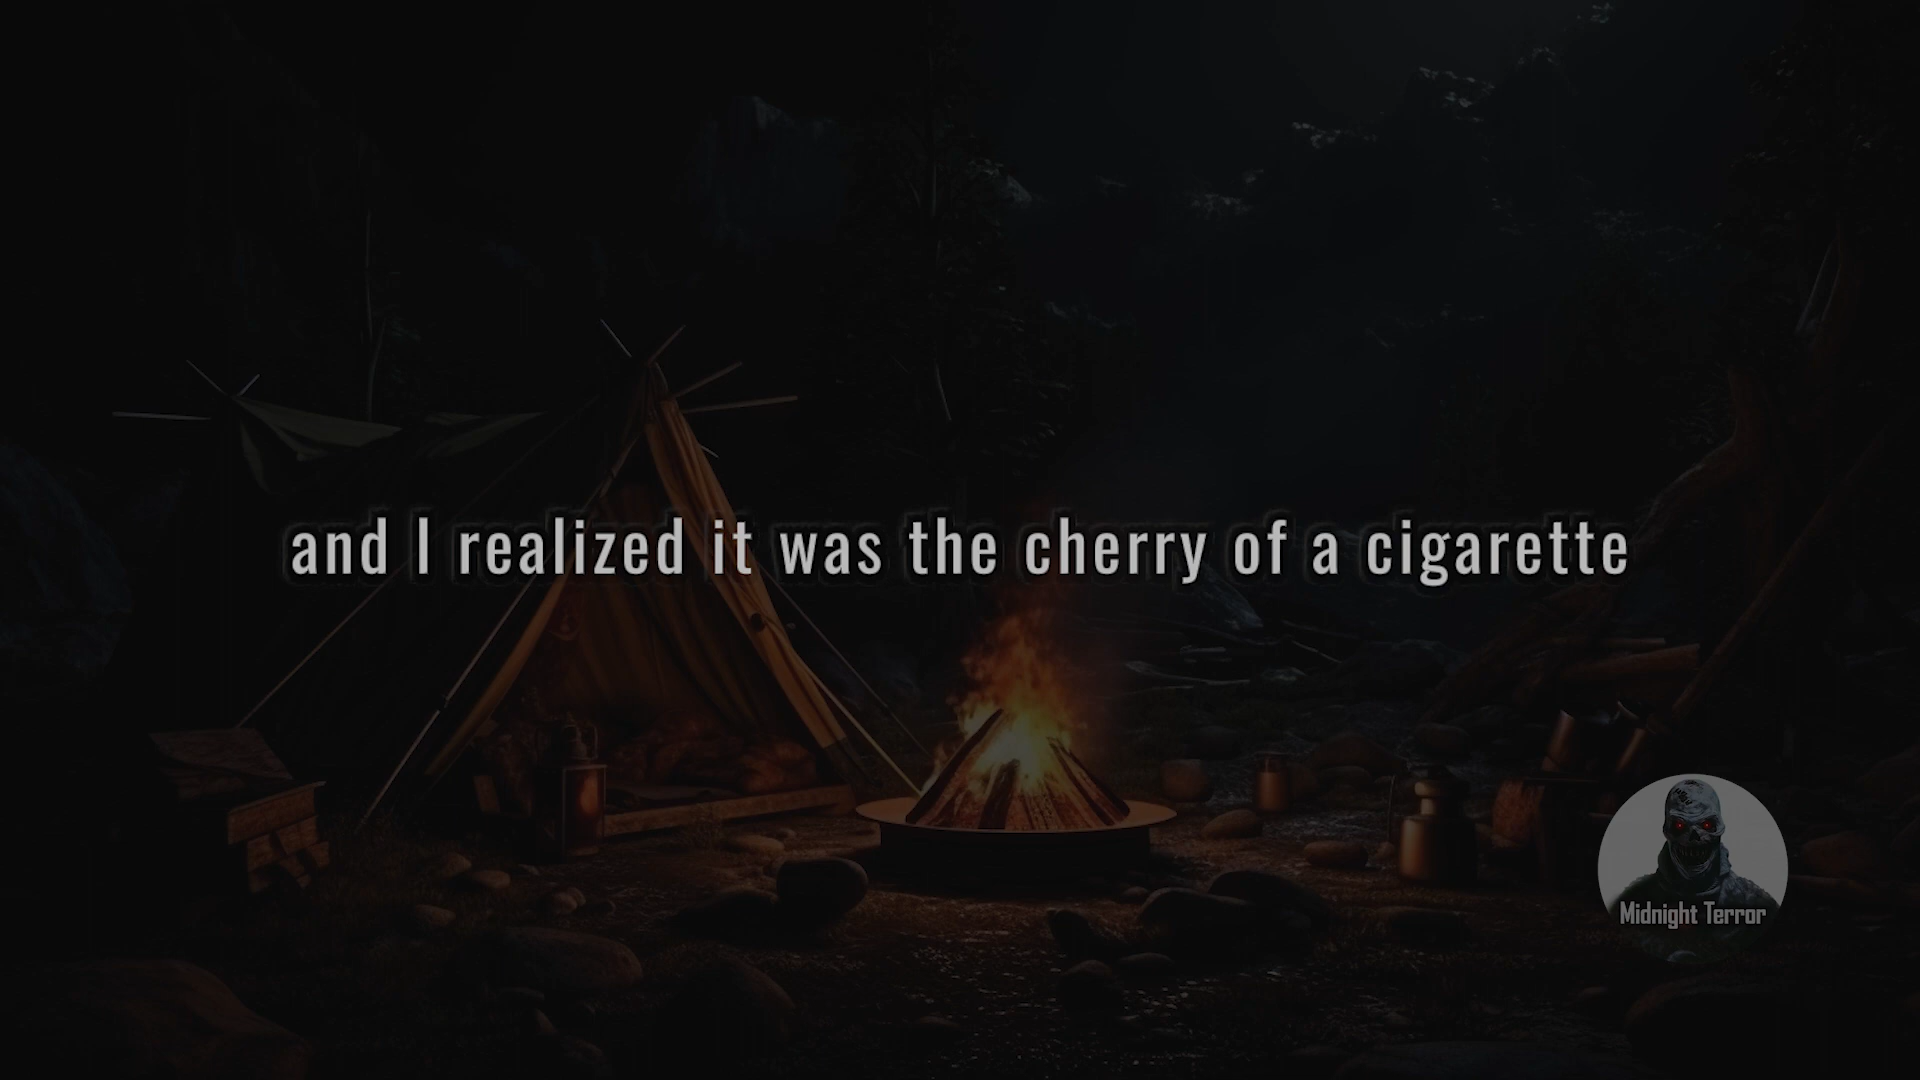 and I realized it was the cherry of a cigarette
Midnight Terror